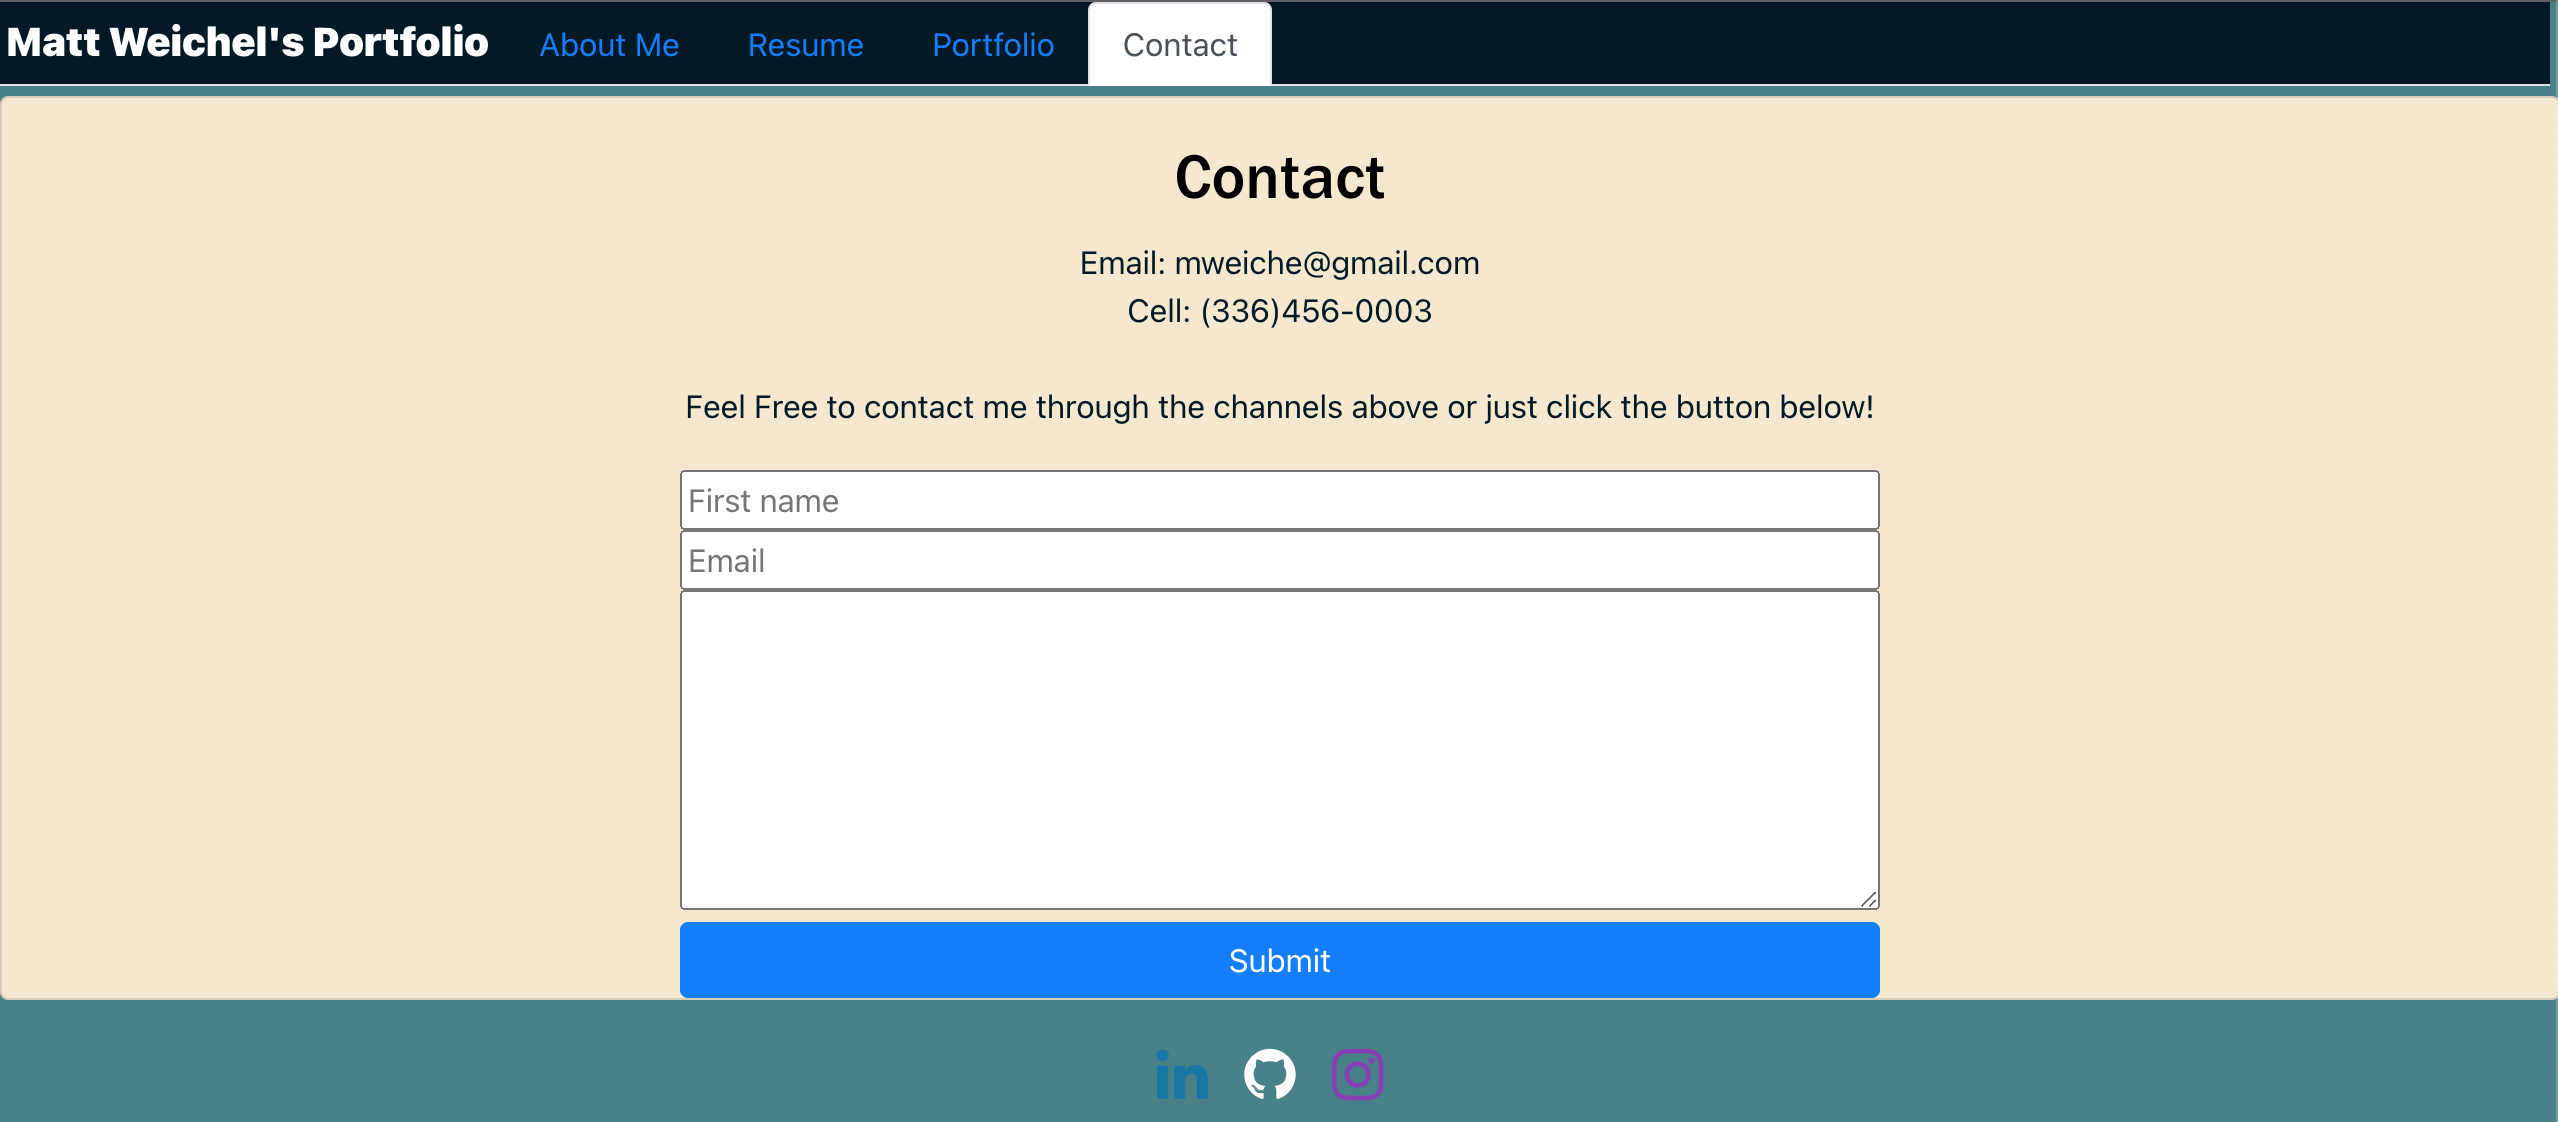 Matt Weichel's Portfolio About Me Resume Portfolio Contact
Contact
Email: mweiche@gmail.com
Cell: (336)456-0003
Feel Free to contact me through the channels above or just click the button below!
First name
Email
Submit
in